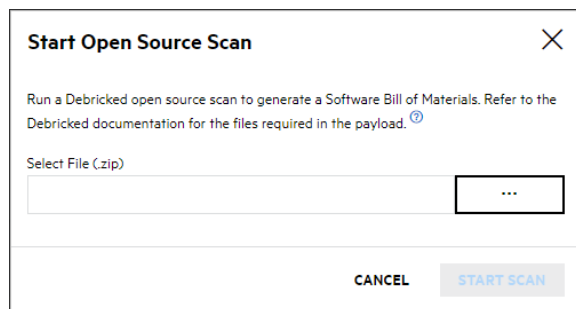 Start Open Source Scan
Run a Debricked open source scan to generate a Software Bill of Materials. Refer to the
Debricked documentation for the files required in the payload. ?
Select File (.zip)
...
CANCEL
START SCAN